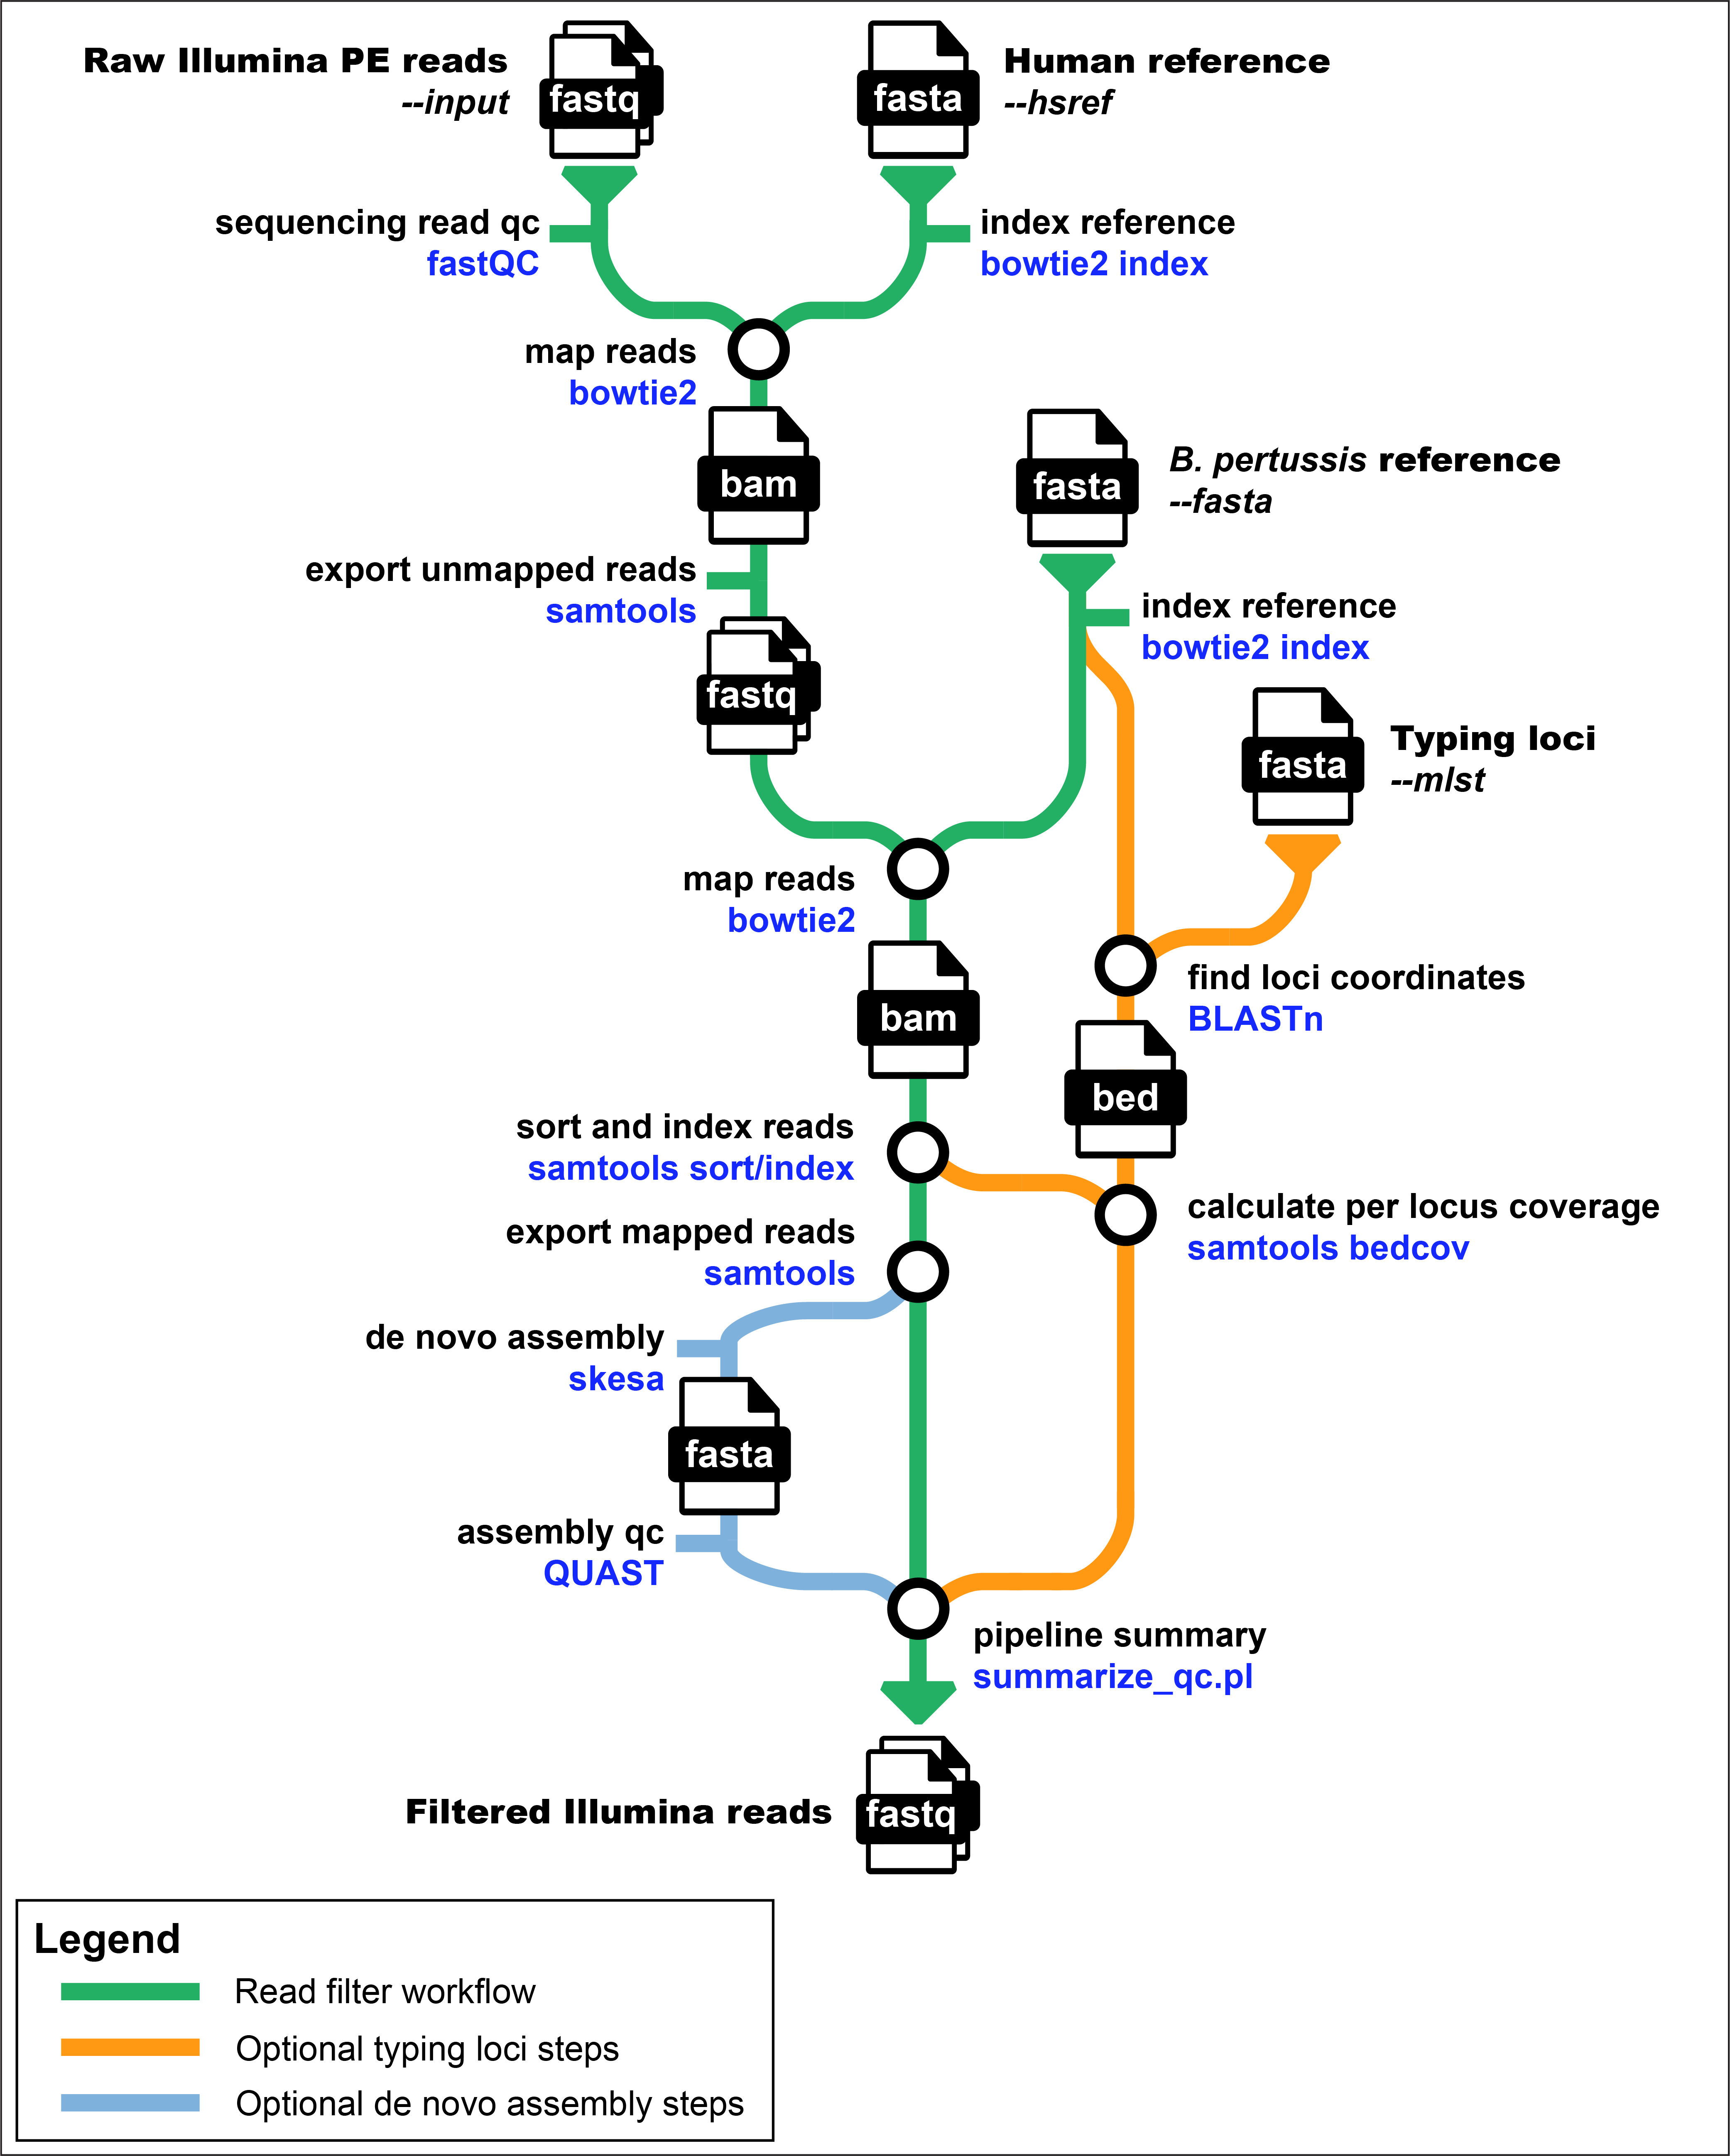 Raw Illumina PE reads
--input
fastq
fasta
Human reference
--hsref
sequencing read qc
fastQC
index reference
bowtie2 index
map reads
bowtie2
bam
fasta
B. pertussis reference
--fasta
export unmapped reads
samtools
index reference
bowtie2 index
fastq
fasta
Typing loci
--mlst
map reads
bowtie2
find loci coordinates
BLASTn
bam
bed
sort and index reads
samtools sort/index
calculate per locus coverage
samtools bedcov
export mapped reads
samtools
de novo assembly
skesa
fasta
assembly qc
QUAST
pipeline summary
summarize_qc.pl
Filtered Illumina reads
fastq
Legend
Read filter workflow
Optional typing loci steps
Optional de novo assembly steps